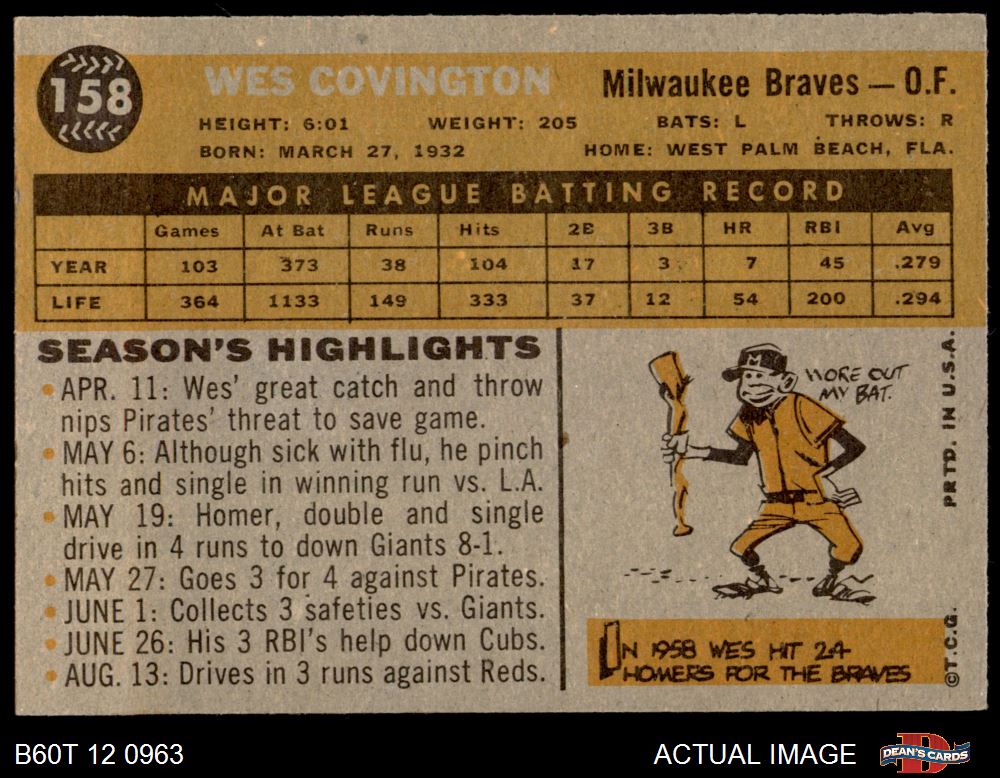 158
WES COVINGTON
Milwaukee Braves — O.F.
HEIGHT: 6:01 WEIGHT: 205 BATS: L THROWS: R
BORN: MARCH 27, 1932 HOME: WEST PALM BEACH, FLA.
MAJOR LEAGUE BATTING RECORD
Games At Bat Runs Hits 2B 3B HR RBI Avg
YEAR 103 373 38 104 17 3 7 45 .279
LIFE 364 1133 149 333 37 12 54 200 .294
SEASON'S HIGHLIGHTS
• APR. 11: Wes' great catch and throw
nips Pirates' threat to save game.
• MAY 6: Although sick with flu, he pinch
hits and single in winning run vs. L.A.
• MAY 19: Homer, double and single
drive in 4 runs to down Giants 8-1.
• MAY 27: Goes 3 for 4 against Pirates.
• JUNE 1: Collects 3 safeties vs. Giants.
• JUNE 26: His 3 RBI's help down Cubs.
• AUG. 13: Drives in 3 runs against Reds.
M
WORE OUT
MY BAT.
IN 1958 WES HIT 24
HOMERS FOR THE BRAVES
©T.C.G. PRTD. IN U.S.A.
B60T 12 0963
ACTUAL IMAGE
D
DEAN'S CARDS